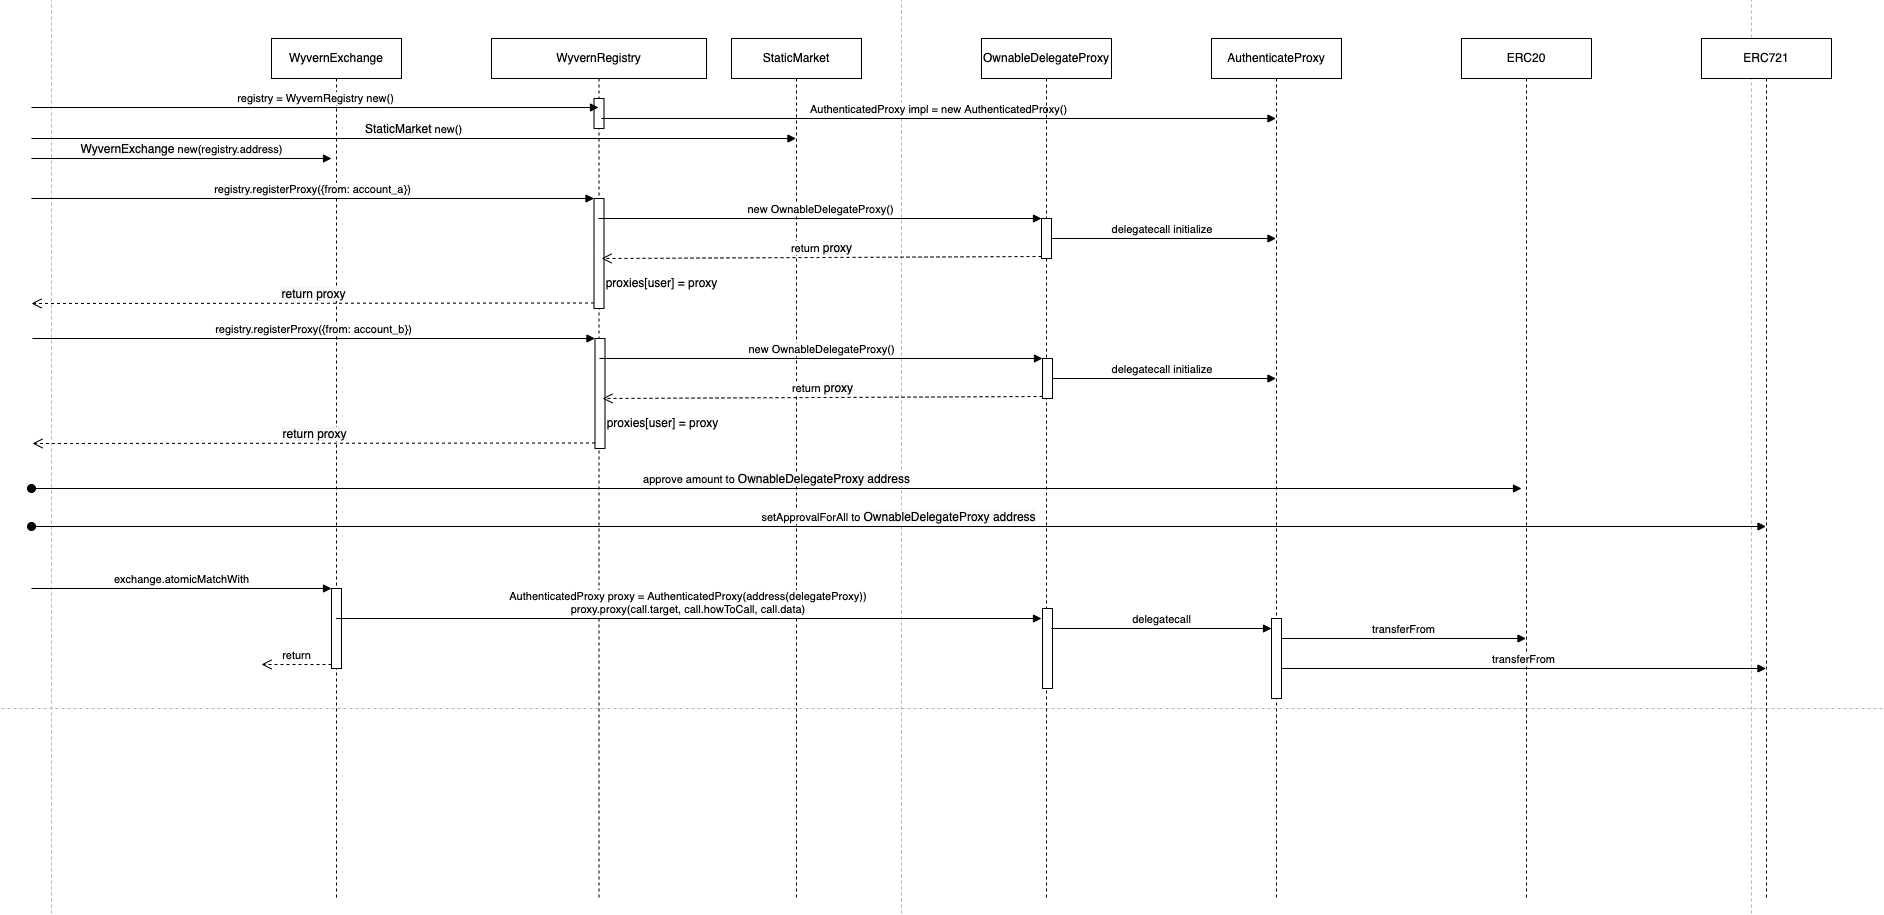 WyvernExchange
WyvernRegistry
StaticMarket
OwnableDelegateProxy
AuthenticateProxy
ERC20
ERC721
registry = WyvernRegistry new()
AuthenticatedProxy impl = new AuthenticatedProxy()
StaticMarket new()
WyvernExchange new(registry.address)
registry.registerProxy({from: account_a})
new OwnableDelegateProxy()
delegatecall initialize
return proxy
proxies[user] = proxy
return proxy
registry.registerProxy({from: account_b})
new OwnableDelegateProxy()
delegatecall initialize
return proxy
proxies[user] = proxy
return proxy
approve amount to OwnableDelegateProxy address
setApprovalForAll to OwnableDelegateProxy address
exchange.atomicMatchWith
AuthenticatedProxy proxy = AuthenticatedProxy(address(delegateProxy))
proxy.proxy(call.target, call.howToCall, call.data)
delegatecall
transferFrom
return
transferFrom